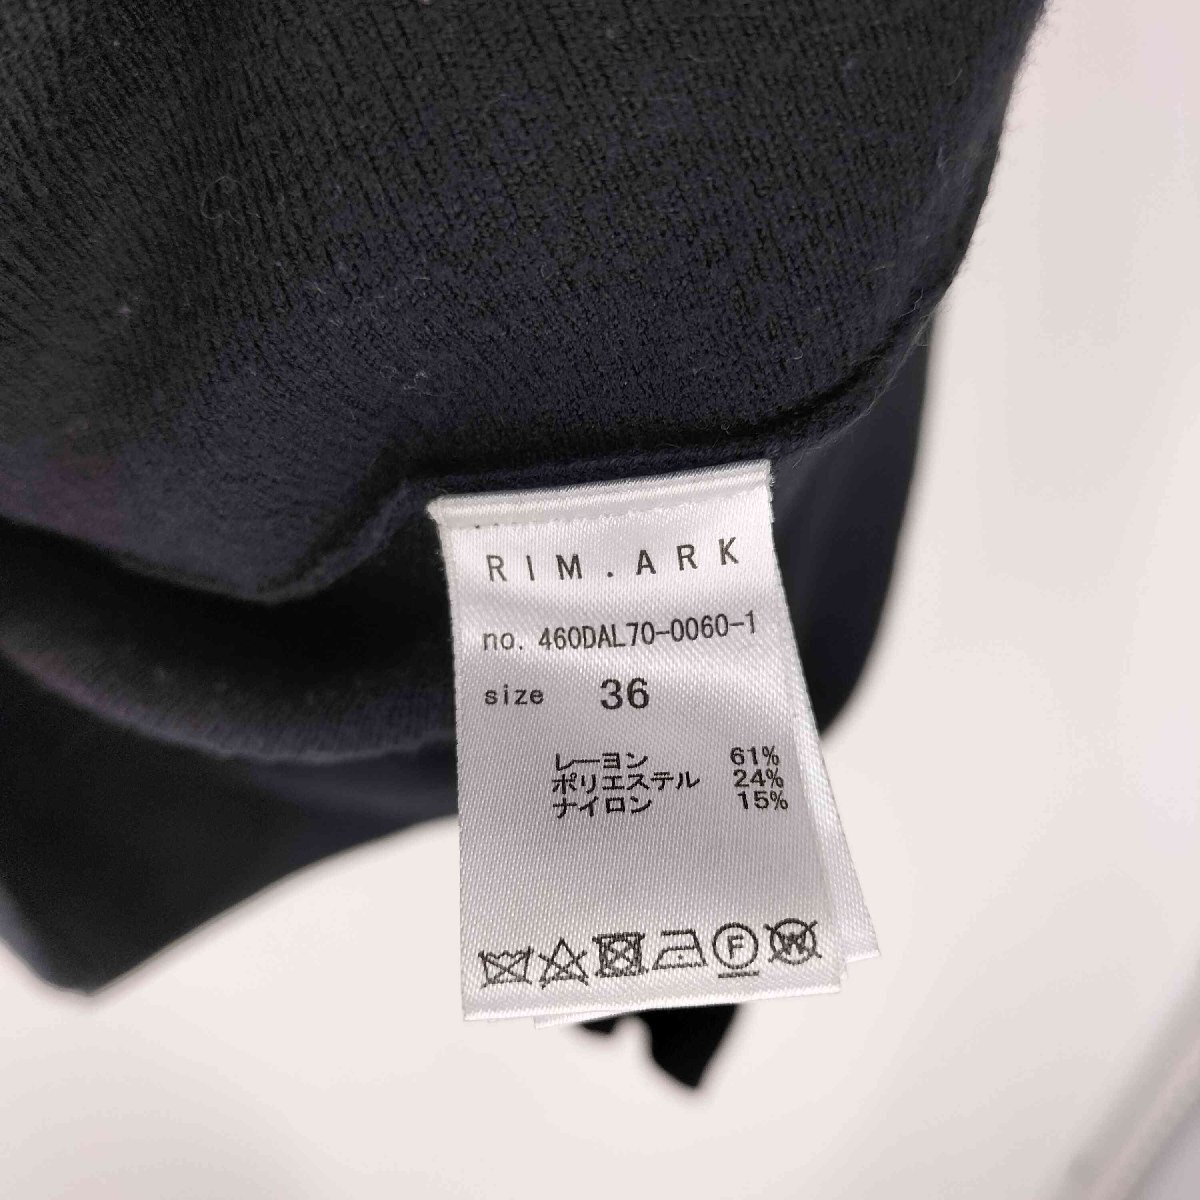 RIM.ARK
no. 460DAL70-0060-1
size 36
レーヨン 61%
ポリエステル 24%
ナイロン 15%
F W